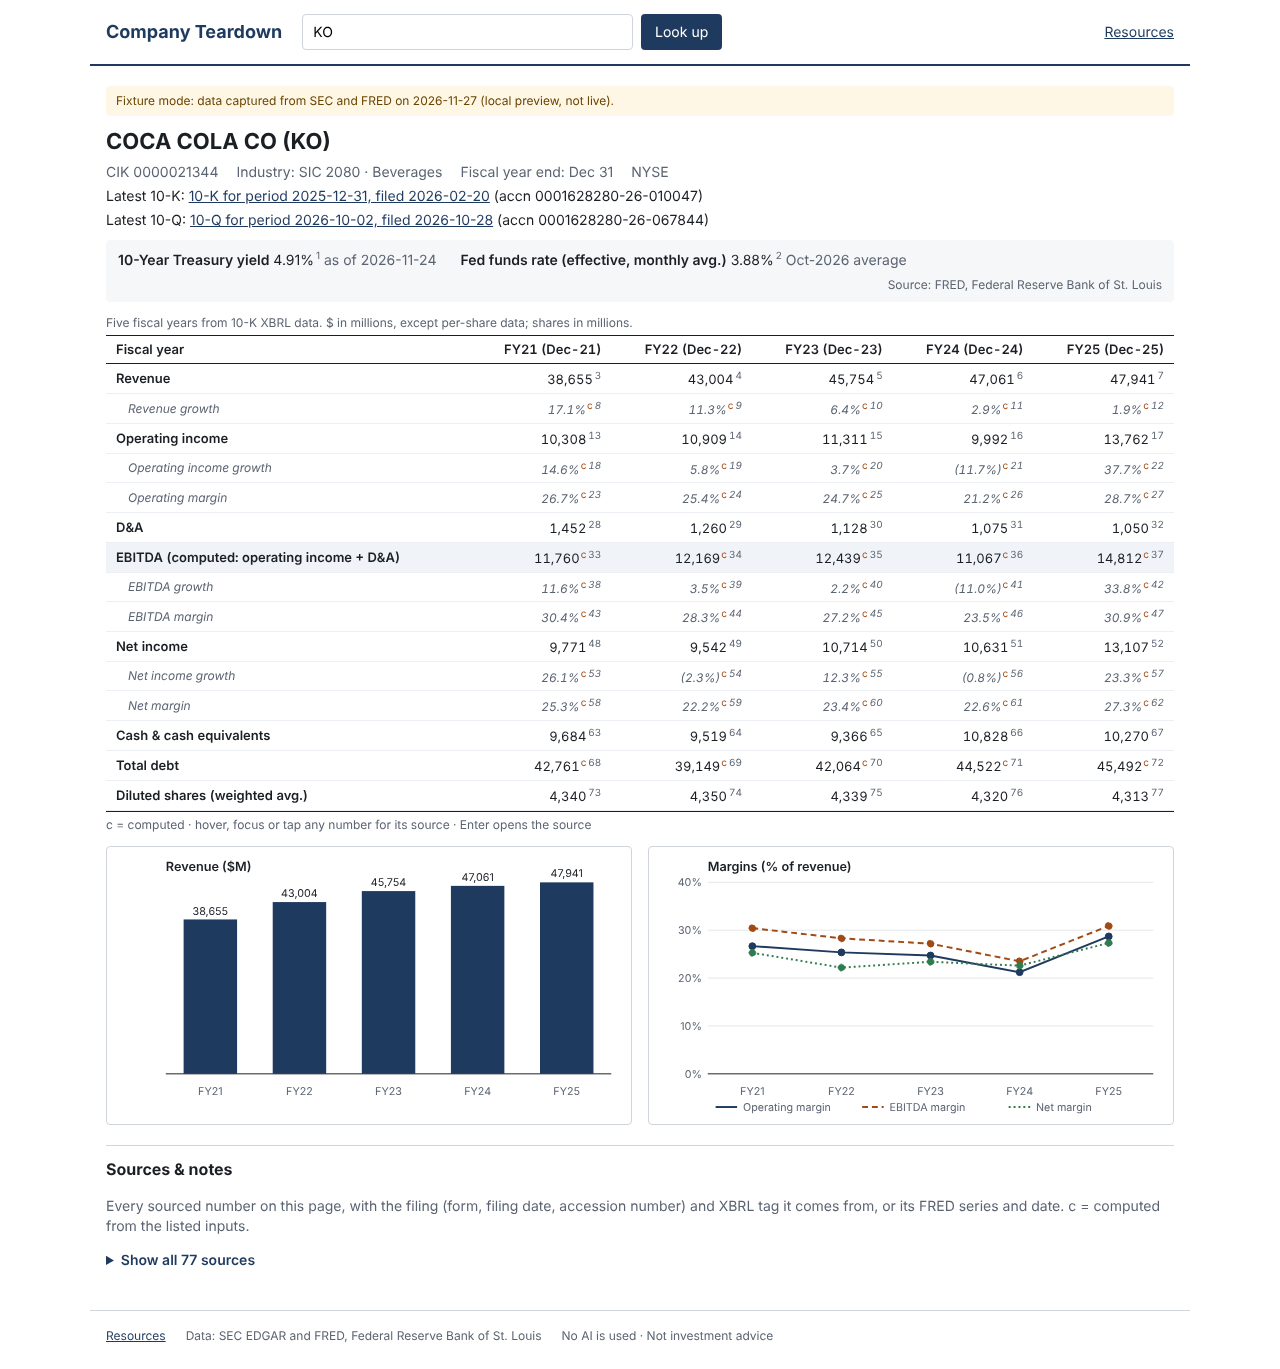 Company Teardown KO Look up Resources
Fixture mode: data captured from SEC and FRED on 2026-11-27 (local preview, not live).
COCA COLA CO (KO)
CIK 0000021344 Industry: SIC 2080 · Beverages Fiscal year end: Dec 31 NYSE
Latest 10-K: 10-K for period 2025-12-31, filed 2026-02-20 (accn 0001628280-26-010047)
Latest 10-Q: 10-Q for period 2026-10-02, filed 2026-10-28 (accn 0001628280-26-067844)
10-Year Treasury yield 4.91% 1 as of 2026-11-24 Fed funds rate (effective, monthly avg.) 3.88% 2 Oct-2026 average
Source: FRED, Federal Reserve Bank of St. Louis
Five fiscal years from 10-K XBRL data. $ in millions, except per-share data; shares in millions.
Fiscal year FY21 (Dec-21) FY22 (Dec-22) FY23 (Dec-23) FY24 (Dec-24) FY25 (Dec-25)
Revenue 38,655 3 43,004 4 45,754 5 47,061 6 47,941 7
Revenue growth 17.1% c 8 11.3% c 9 6.4% c 10 2.9% c 11 1.9% c 12
Operating income 10,308 13 10,909 14 11,311 15 9,992 16 13,762 17
Operating income growth 14.6% c 18 5.8% c 19 3.7% c 20 (11.7%) c 21 37.7% c 22
Operating margin 26.7% c 23 25.4% c 24 24.7% c 25 21.2% c 26 28.7% c 27
D&A 1,452 28 1,260 29 1,128 30 1,075 31 1,050 32
EBITDA (computed: operating income + D&A) 11,760 c 33 12,169 c 34 12,439 c 35 11,067 c 36 14,812 c 37
EBITDA growth 11.6% c 38 3.5% c 39 2.2% c 40 (11.0%) c 41 33.8% c 42
EBITDA margin 30.4% c 43 28.3% c 44 27.2% c 45 23.5% c 46 30.9% c 47
Net income 9,771 48 9,542 49 10,714 50 10,631 51 13,107 52
Net income growth 26.1% c 53 (2.3%) c 54 12.3% c 55 (0.8%) c 56 23.3% c 57
Net margin 25.3% c 58 22.2% c 59 23.4% c 60 22.6% c 61 27.3% c 62
Cash & cash equivalents 9,684 63 9,519 64 9,366 65 10,828 66 10,270 67
Total debt 42,761 c 68 39,149 c 69 42,064 c 70 44,522 c 71 45,492 c 72
Diluted shares (weighted avg.) 4,340 73 4,350 74 4,339 75 4,320 76 4,313 77
c = computed · hover, focus or tap any number for its source · Enter opens the source
Revenue ($M)
38,655 43,004 45,754 47,061 47,941
FY21 FY22 FY23 FY24 FY25
Margins (% of revenue)
40%
30%
20%
10%
0%
FY21 FY22 FY23 FY24 FY25
Operating margin EBITDA margin Net margin
Sources & notes
Every sourced number on this page, with the filing (form, filing date, accession number) and XBRL tag it comes from, or its FRED series and date. c = computed
from the listed inputs.
Show all 77 sources
Resources Data: SEC EDGAR and FRED, Federal Reserve Bank of St. Louis No AI is used · Not investment advice